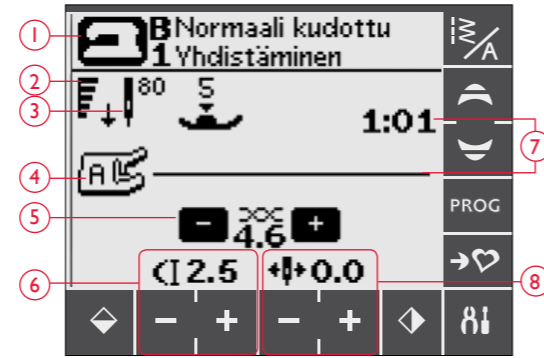 1
B Normaali kudottu
1 Yhdistäminen
A
2
3
80
S
1:01
7
4
A
PROG
5
- +
4.6
6
2.5
0.0
8
- + - +